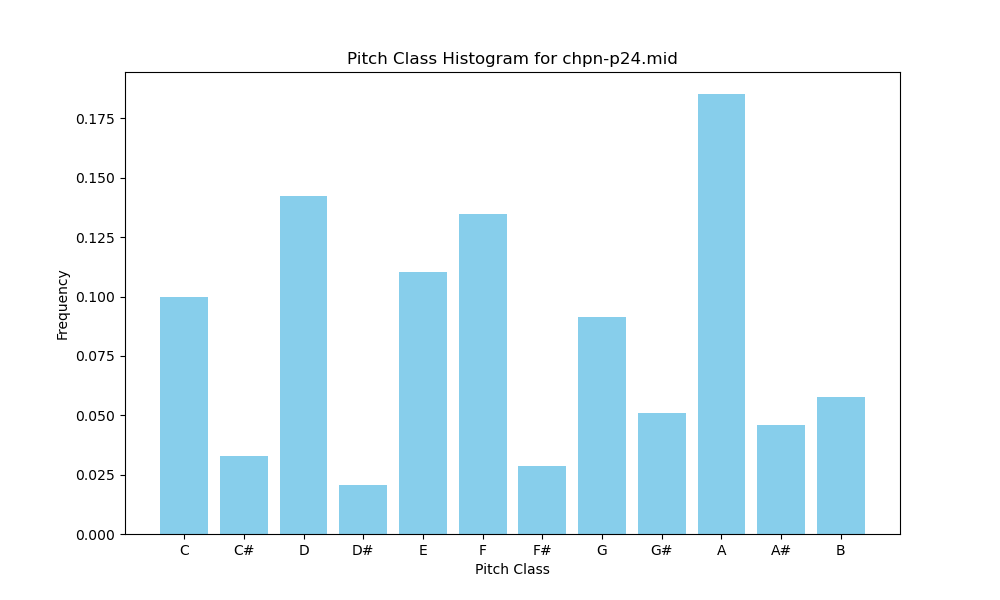 Pitch Class Histogram for chpn-p24.mid
Frequency
0.175
0.150
0.125
0.100
0.075
0.050
0.025
0.000
C C# D D# E F F# G G# A A# B
Pitch Class